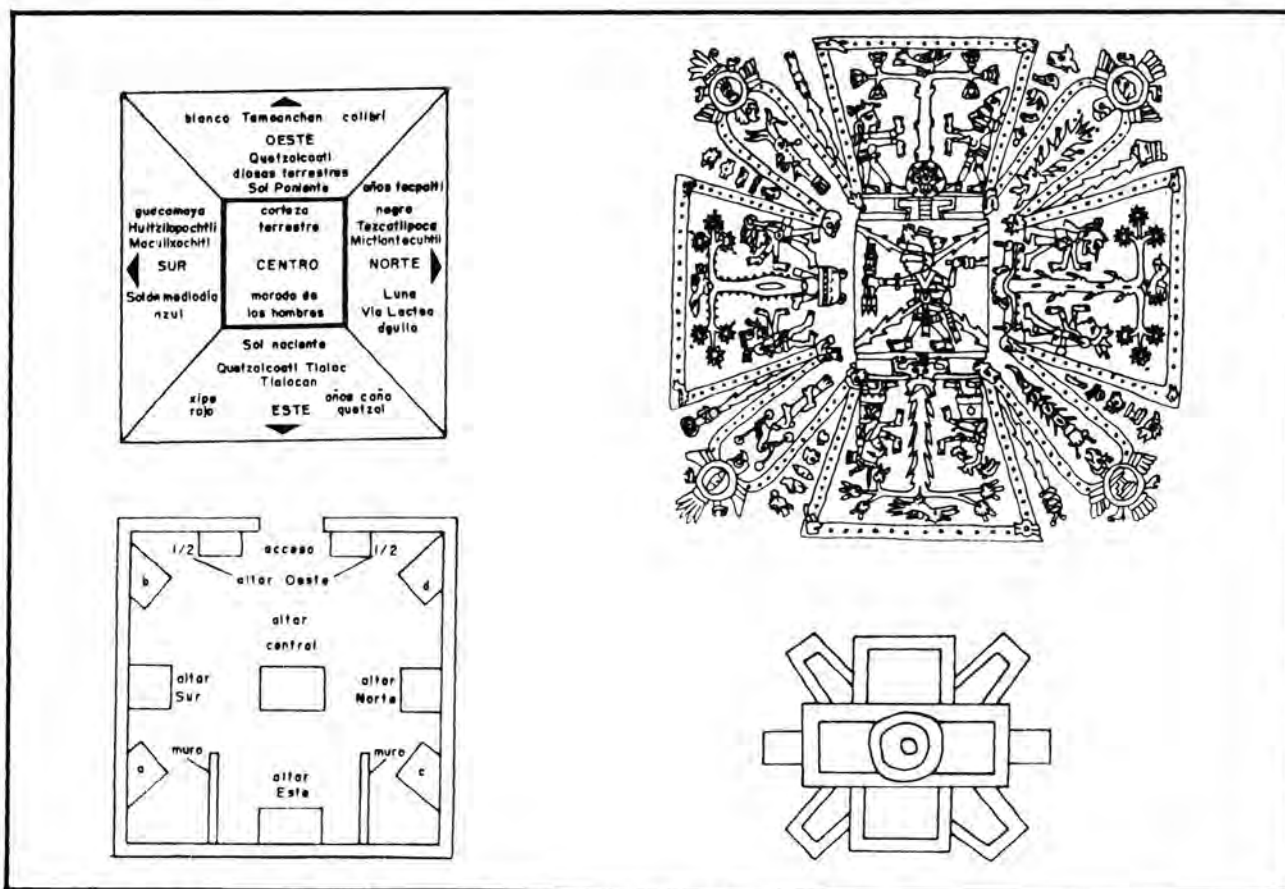 blanco Tamoanchan colibrí
OESTE
Quetzalcoatl
diosas terrestres
Sol Poniente
años tecpatl
guacamaya
Huitzilopochtli
Macuilxochitl
SUR
Sol de mediodía
azul
corteza
terrestre
CENTRO
morada de
los hombres
negro
Tezcatlipoca
Mictlantecuhtli
NORTE
Luna
Vía Lactea
águila
Sol naciente
Quetzalcoatl Tlaloc
Tlalocan
xipe
rojo
ESTE
años caña
quetzal
1/2 acceso 1/2
altar Oeste
b
d
altar
central
altar
Sur
altar
Norte
muro
muro
a
c
altar
Este